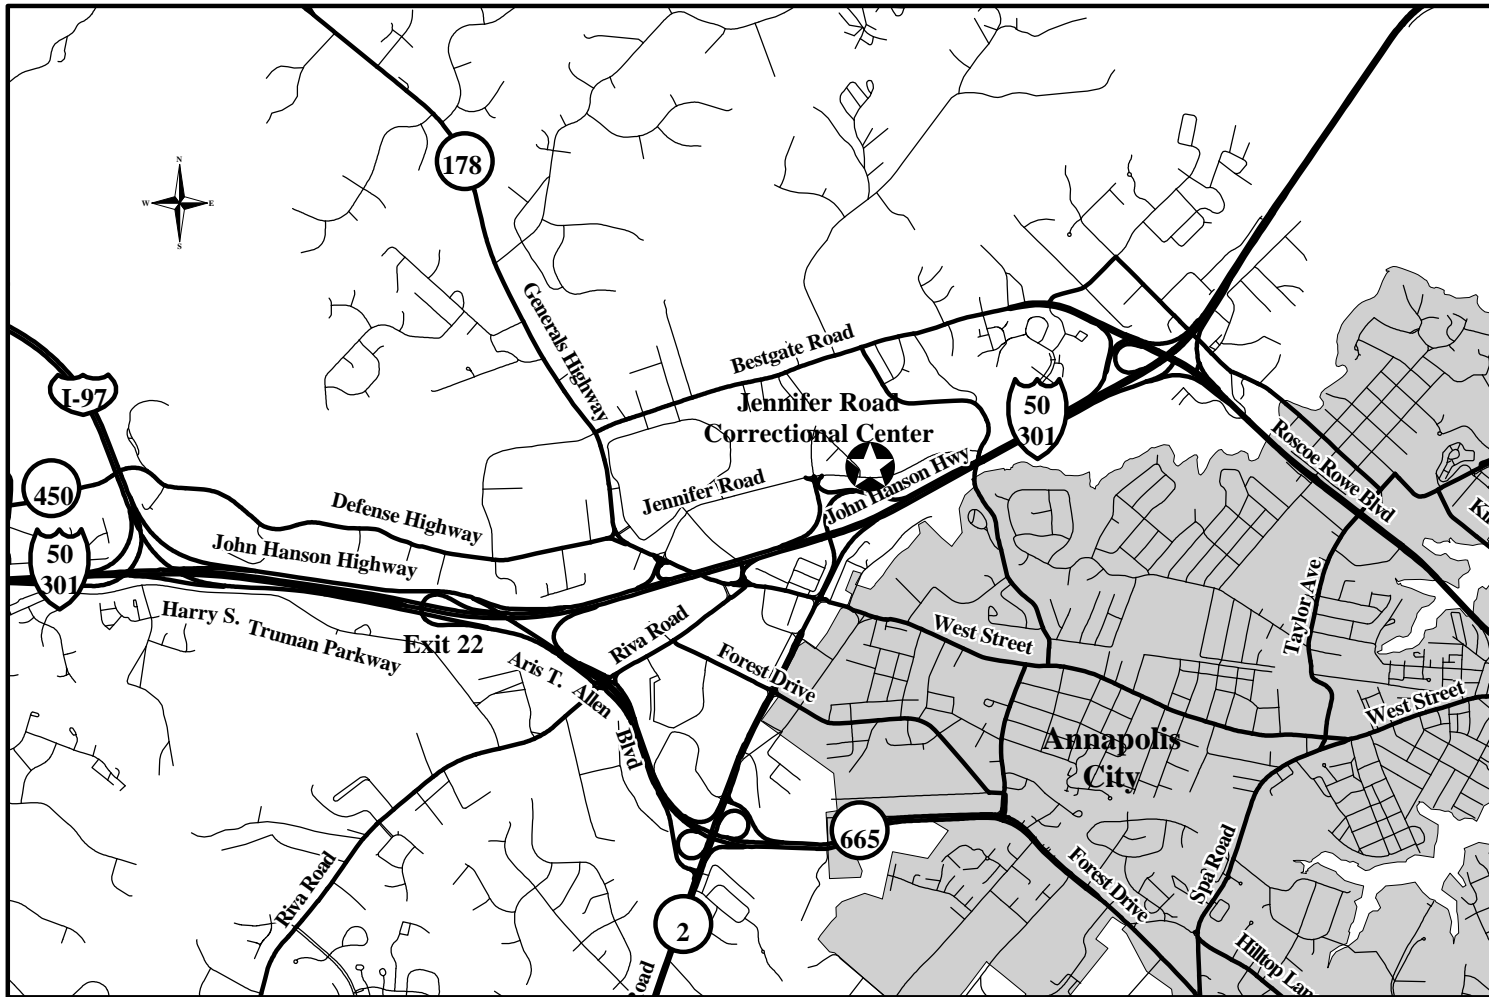 178
N
W E
S
Generals Highway
Bestgate Road
I-97
Jennifer Road
Correctional Center
50
301
450
Defense Highway
Jennifer Road
John Hanson Hwy
Roscoe Rowe Blvd
50
301
John Hanson Highway
Harry S. Truman Parkway
Exit 22
Aris T. Allen Blvd
Riva Road
Forest Drive
West Street
Taylor Ave
West Street
Annapolis
City
665
Riva Road
2
Forest Drive
Spa Road
Hilltop Lan
oad